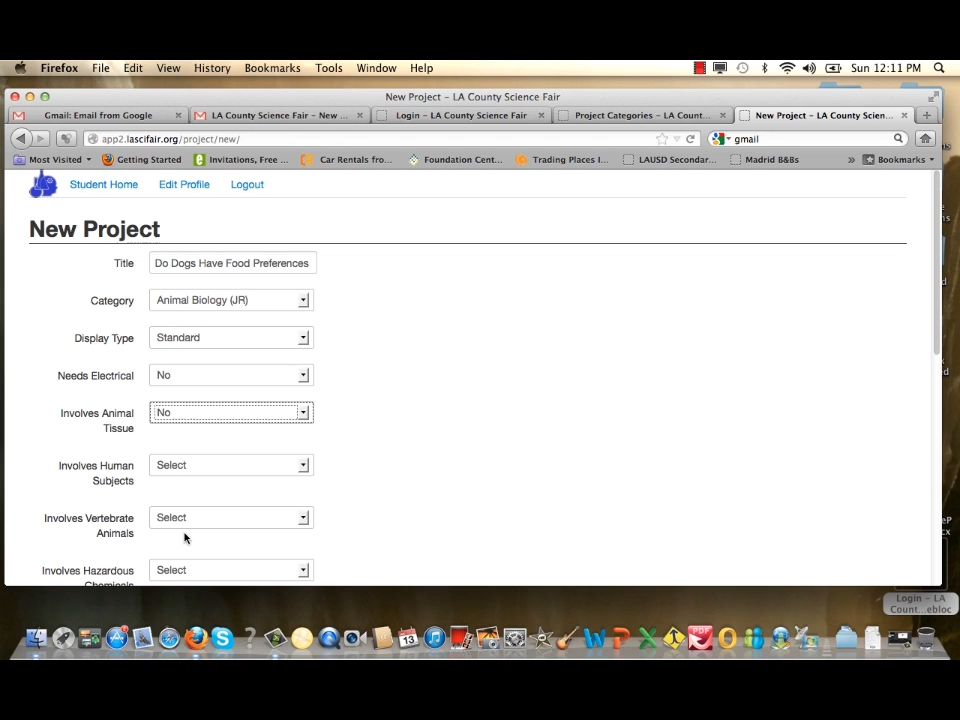 Firefox File Edit View History Bookmarks Tools Window Help Sun 12:11 PM
New Project – LA County Science Fair
Gmail: Email from Google LA County Science Fair – New ... Login – LA County Science Fair Project Categories – LA Count... New Project – LA County Scien...
app2.lascifair.org/project/new/ gmail
Most Visited Getting Started Invitations, Free ... Car Rentals fro... Foundation Cent... Trading Places I... LAUSD Secondar... Madrid B&Bs » Bookmarks
Student Home Edit Profile Logout
New Project
Title Do Dogs Have Food Preferences
Category Animal Biology (JR)
Display Type Standard
Needs Electrical No
Involves Animal No
Tissue
Involves Human Select
Subjects
Involves Vertebrate Select
Animals
Involves Hazardous Select
Chemicals
Login – LA
Count...ebloc